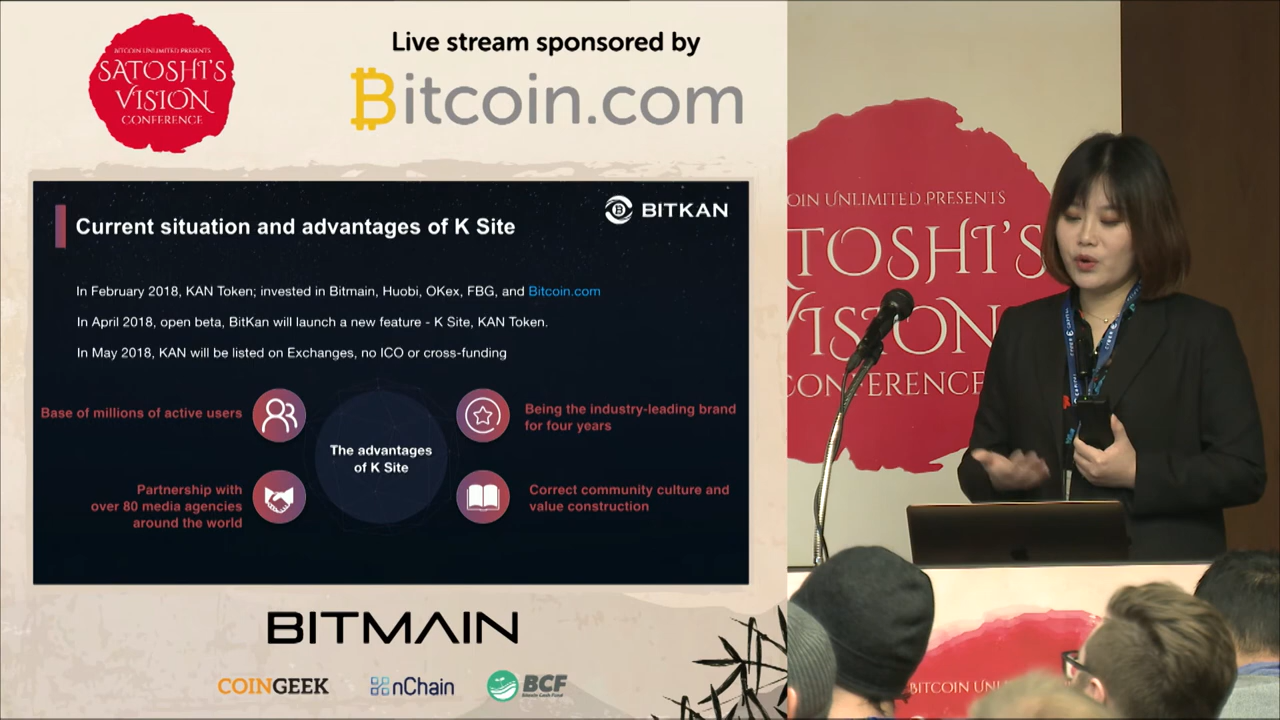 BITCOIN UNLIMITED PRESENTS
SATOSHI'S
VISION
CONFERENCE
Live stream sponsored by
Bitcoin.com
Current situation and advantages of K Site
BITKAN
In February 2018, KAN Token; invested in Bitmain, Huobi, OKex, FBG, and Bitcoin.com
In April 2018, open beta, BitKan will launch a new feature - K Site, KAN Token.
In May 2018, KAN will be listed on Exchanges, no ICO or cross-funding
Base of millions of active users
Being the industry-leading brand
for four years
The advantages
of K Site
Partnership with
over 80 media agencies
around the world
Correct community culture and
value construction
BITMAIN
COINGEEK
nChain
BCF
OIN UNLIMITED PRESENTS
TOSHI'S
VISION
CONFERENCE
BITCOIN UNL